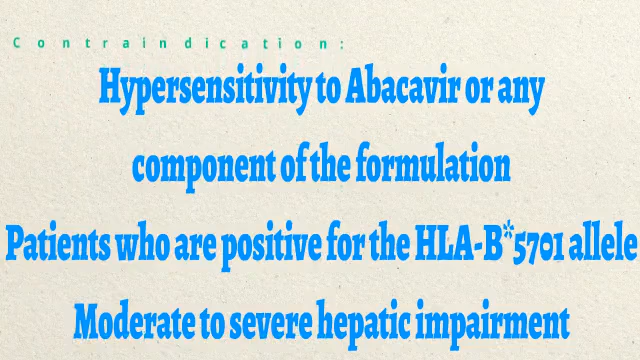 Contraindication:
Hypersensitivity to Abacavir or any
component of the formulation
Patients who are positive for the HLA-B*5701 allele
Moderate to severe hepatic impairment